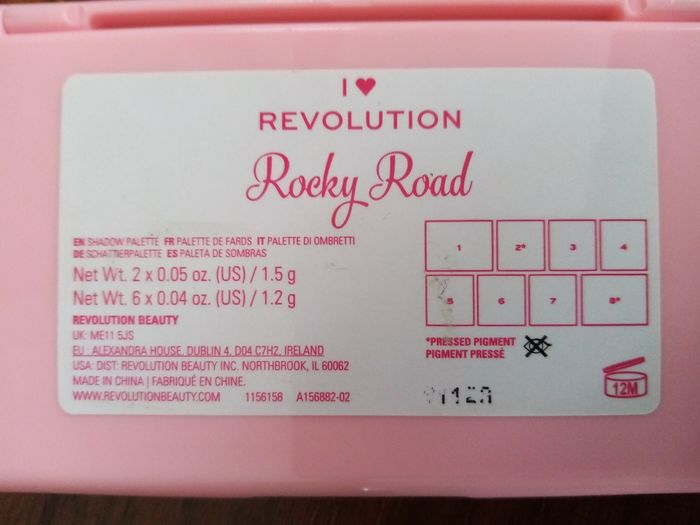 I ♥
REVOLUTION
Rocky Road
EN SHADOW PALETTE FR PALETTE DE FARDS IT PALETTE DI OMBRETTI
DE SCHATTIERPALETTE ES PALETA DE SOMBRAS
Net Wt. 2 x 0.05 oz. (US) / 1.5 g
Net Wt. 6 x 0.04 oz. (US) / 1.2 g
REVOLUTION BEAUTY
UK: ME11 5JS
EU : ALEXANDRA HOUSE, DUBLIN 4, D04 C7H2, IRELAND
USA: DIST: REVOLUTION BEAUTY INC. NORTHBROOK, IL 60062
MADE IN CHINA | FABRIQUÉ EN CHINE.
WWW.REVOLUTIONBEAUTY.COM 1156158 A156882-02
1 2* 3 4
5 6 7 8*
*PRESSED PIGMENT
PIGMENT PRESSÉ
12M